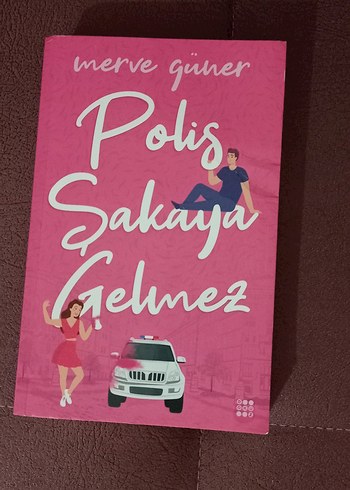 merve güner
Polis
Şakaya
Gelmez